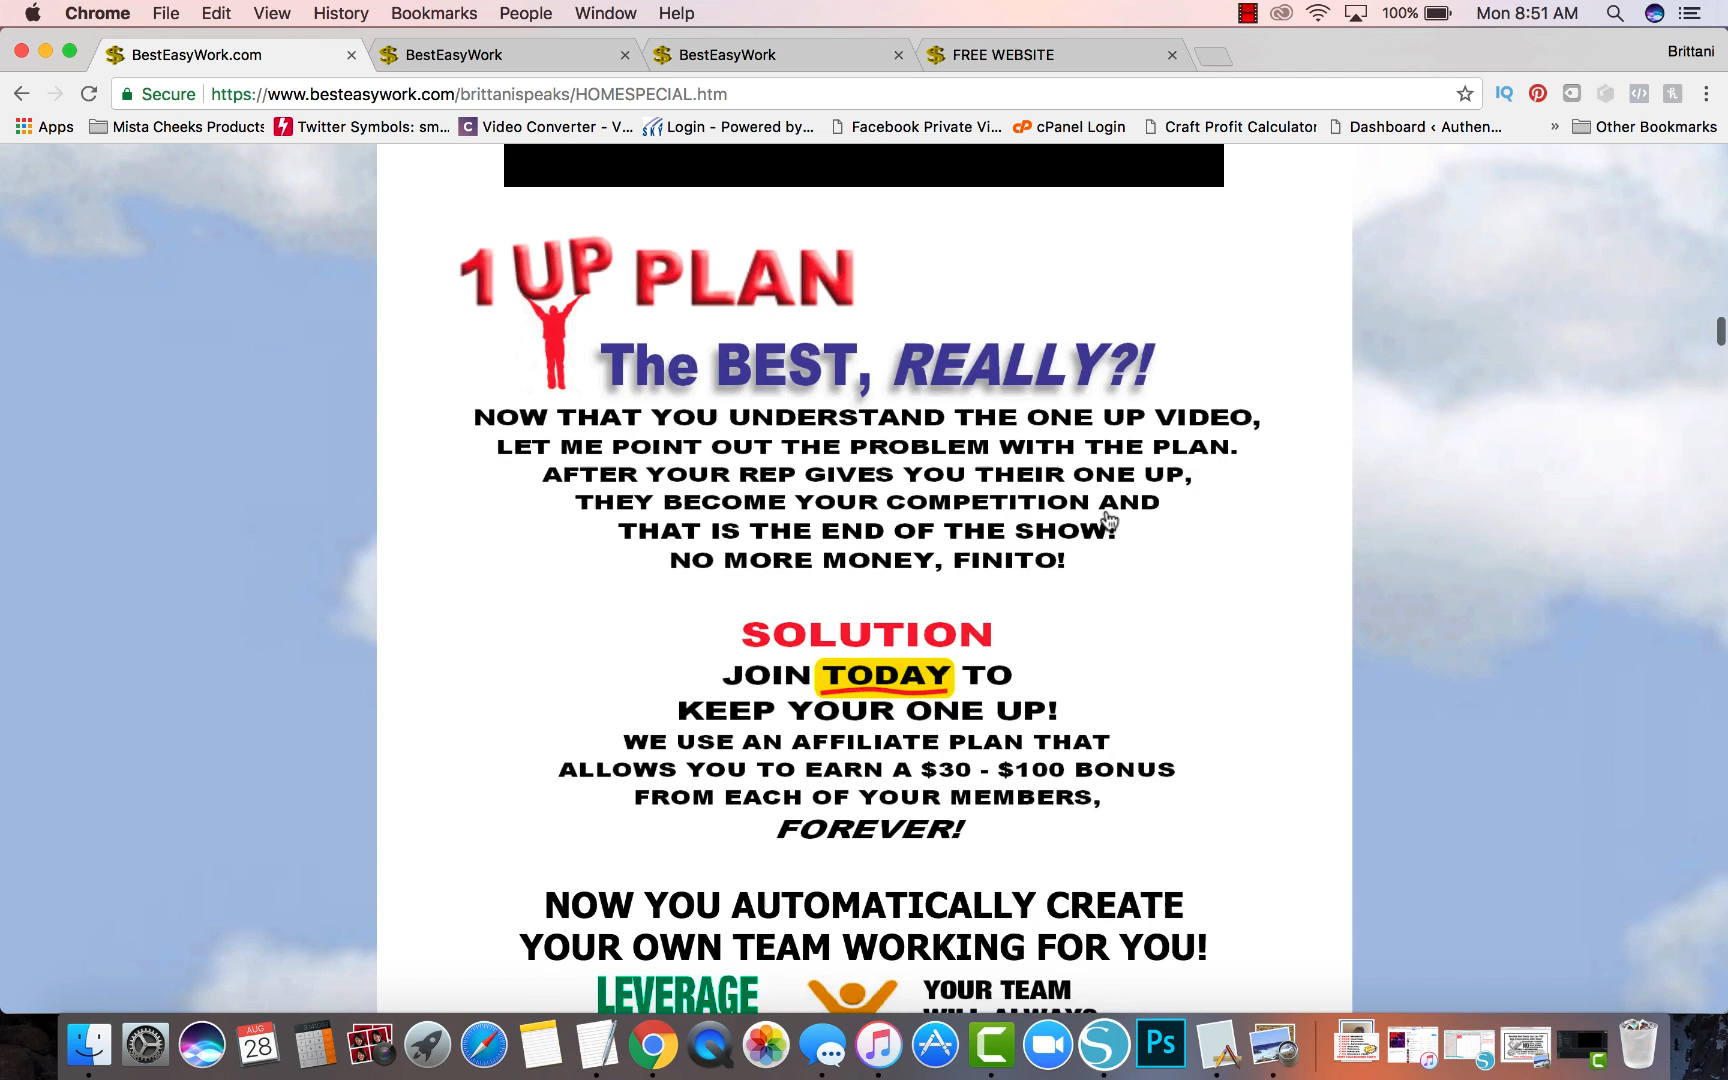 Chrome File Edit View History Bookmarks People Window Help 100% Mon 8:51 AM
BestEasyWork.com BestEasyWork BestEasyWork FREE WEBSITE Brittani
Secure https://www.besteasywork.com/brittanispeaks/HOMESPECIAL.htm IQ
Apps Mista Cheeks Products Twitter Symbols: sm... C Video Converter - V... Login - Powered by... Facebook Private Vi... cP cPanel Login Craft Profit Calculator Dashboard ‹ Authen... » Other Bookmarks
1 UP PLAN
The BEST, REALLY?!
NOW THAT YOU UNDERSTAND THE ONE UP VIDEO,
LET ME POINT OUT THE PROBLEM WITH THE PLAN.
AFTER YOUR REP GIVES YOU THEIR ONE UP,
THEY BECOME YOUR COMPETITION AND
THAT IS THE END OF THE SHOW!
NO MORE MONEY, FINITO!
SOLUTION
JOIN TODAY TO
KEEP YOUR ONE UP!
WE USE AN AFFILIATE PLAN THAT
ALLOWS YOU TO EARN A $30 - $100 BONUS
FROM EACH OF YOUR MEMBERS,
FOREVER!
NOW YOU AUTOMATICALLY CREATE
YOUR OWN TEAM WORKING FOR YOU!
LEVERAGE YOUR TEAM
WILL ALWAYS
AUG
28
C S Ps